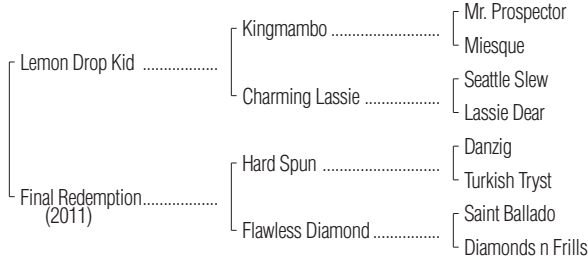 Mr. Prospector
Kingmambo ......................
Miesque
Lemon Drop Kid ...............
Seattle Slew
Charming Lassie ...............
Lassie Dear
Danzig
Hard Spun ........................
Turkish Tryst
Final Redemption...............
(2011)
Saint Ballado
Flawless Diamond .............
Diamonds n Frills